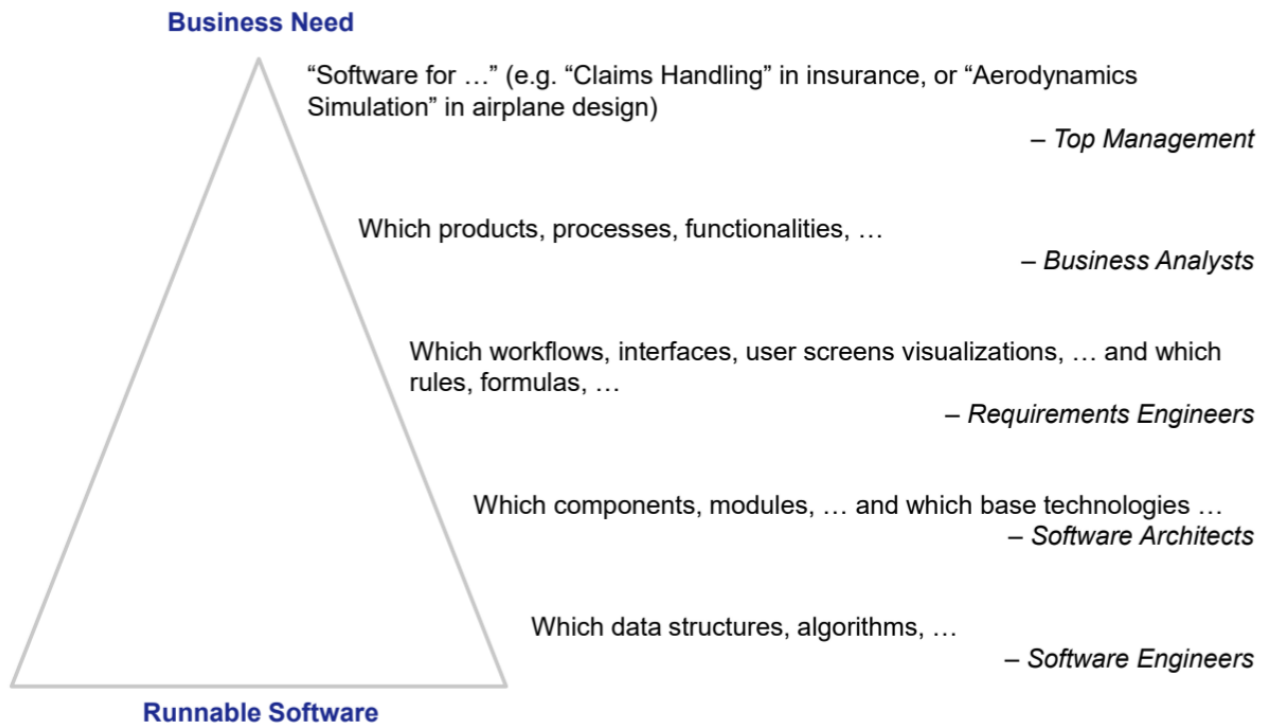 Business Need
“Software for …” (e.g. “Claims Handling” in insurance, or “Aerodynamics
Simulation” in airplane design)
– Top Management
Which products, processes, functionalities, …
– Business Analysts
Which workflows, interfaces, user screens visualizations, … and which
rules, formulas, …
– Requirements Engineers
Which components, modules, … and which base technologies …
– Software Architects
Which data structures, algorithms, …
– Software Engineers
Runnable Software